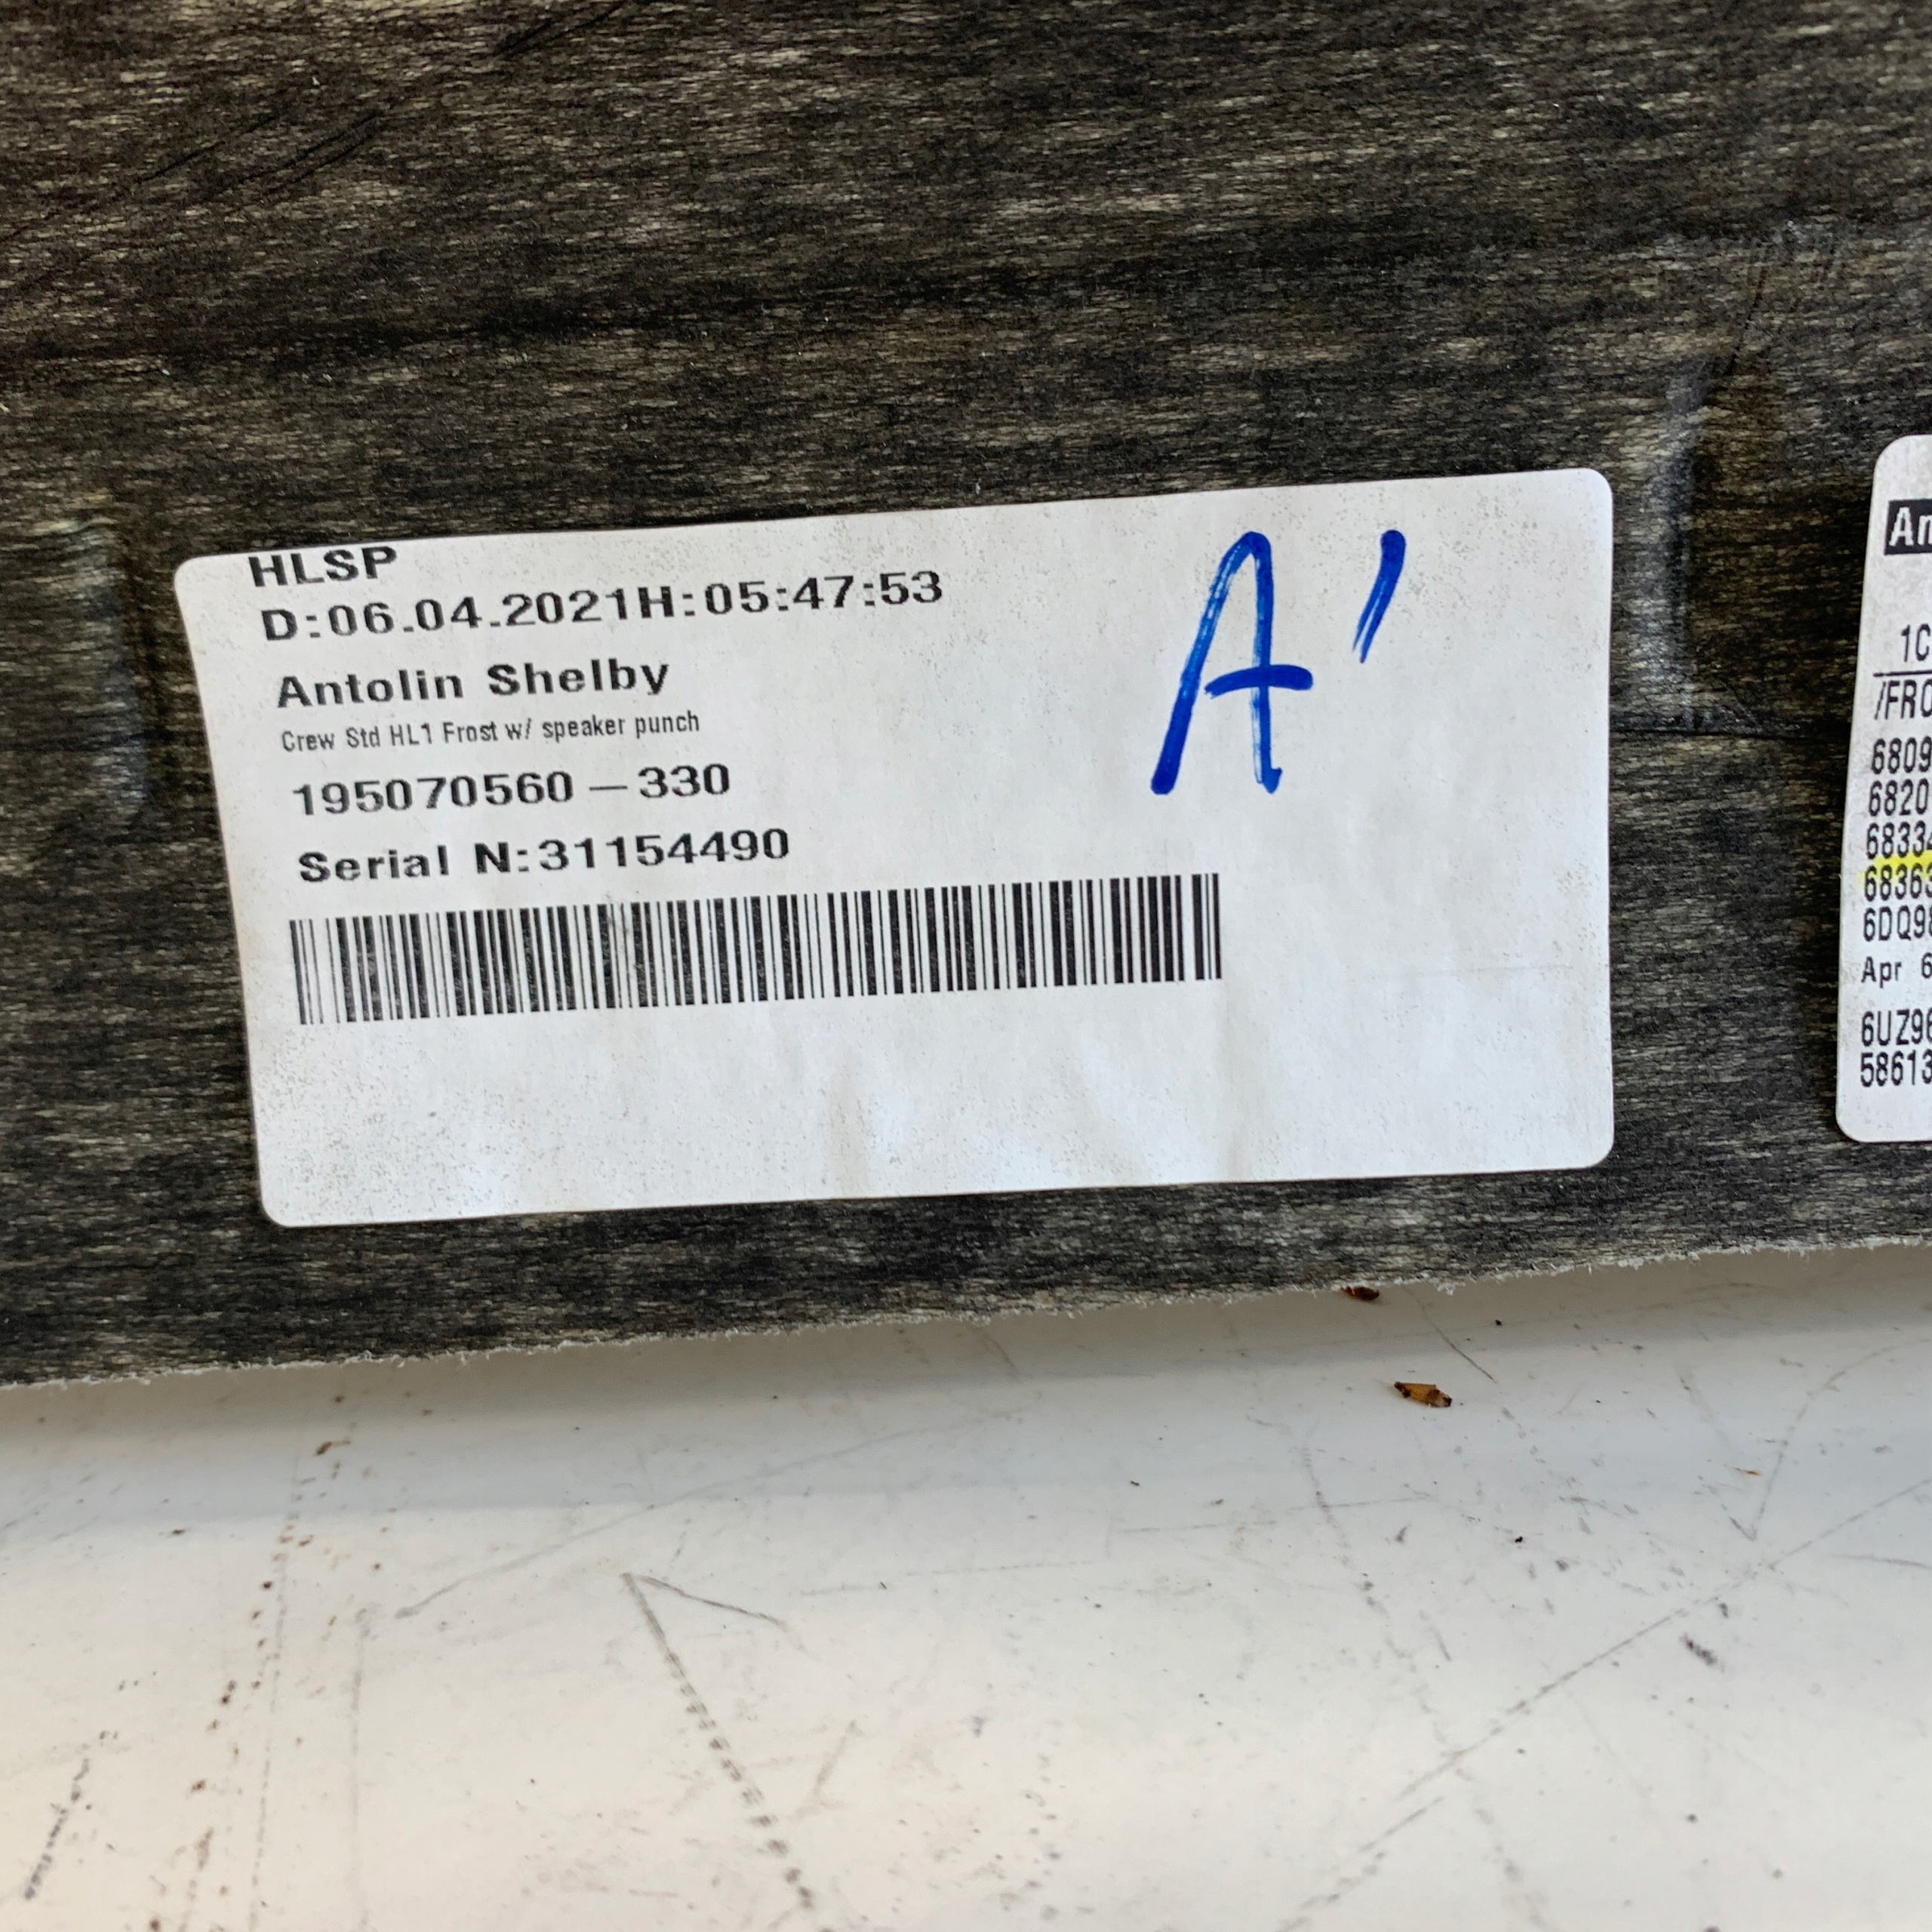 HLSP
D:06.04.2021H:05:47:53
Antolin Shelby
Crew Std HL1 Frost w/ speaker punch
195070560-330
Serial N:31154490
A'
An
1C
/FRO
6809
6820
6833
6836
6DQ9
Apr 6
6UZ9
5861